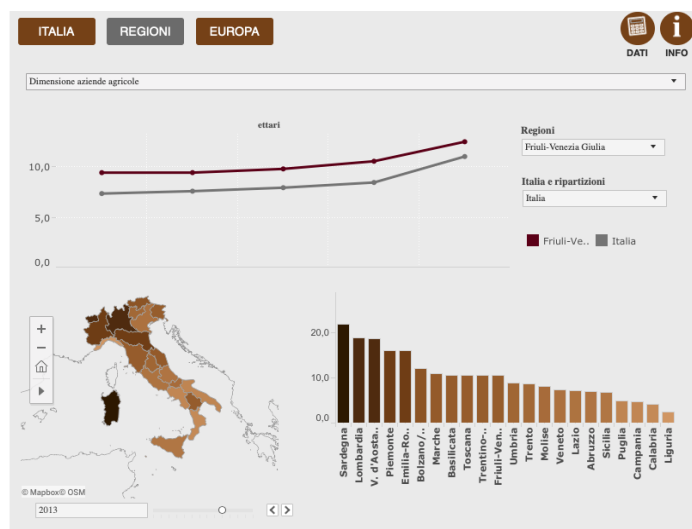 ITALIA
REGIONI
EUROPA
DATI
INFO
Dimensione aziende agricole
ettari
10,0
5,0
0,0
Regioni
Friuli-Venezia Giulia
Italia e ripartizioni
Italia
Friuli-Ve..
Italia
© Mapbox© OSM
2013
20,0
10,0
0,0
Sardegna
Lombardia
V. d'Aosta..
Piemonte
Emilia-Ro..
Bolzano/..
Marche
Basilicata
Toscana
Trentino-..
Friuli-Ven..
Umbria
Trento
Molise
Veneto
Lazio
Abruzzo
Sicilia
Puglia
Campania
Calabria
Liguria